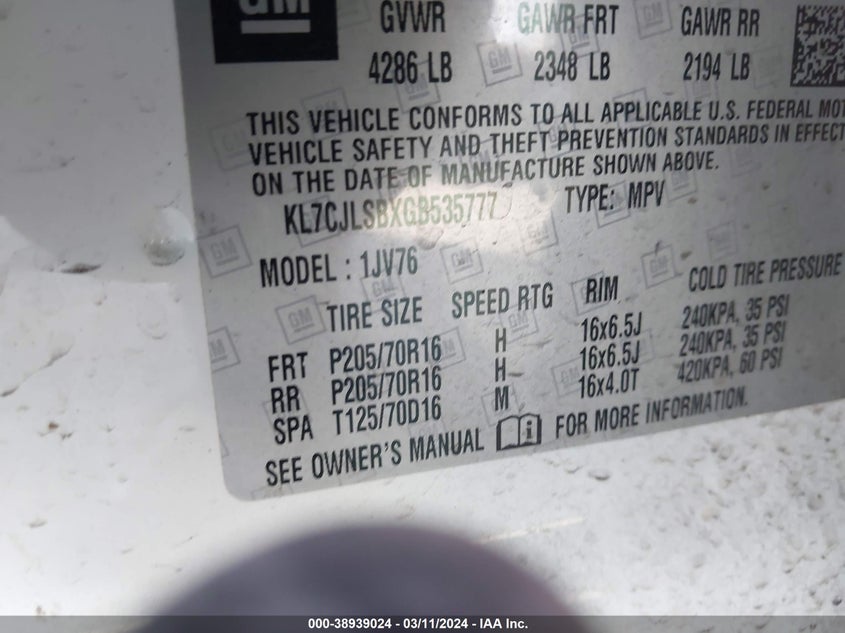 GM
GVWR GAWR FRT GAWR RR
4286 LB 2348 LB 2194 LB
THIS VEHICLE CONFORMS TO ALL APPLICABLE U.S. FEDERAL MOT
VEHICLE SAFETY AND THEFT PREVENTION STANDARDS IN EFFECT
ON THE DATE OF MANUFACTURE SHOWN ABOVE.
KL7CJLSBXGB535777 TYPE: MPV
MODEL : 1JV76
TIRE SIZE SPEED RTG RIM COLD TIRE PRESSURE
FRT P205/70R16 H 16x6.5J 240KPA, 35 PSI
RR P205/70R16 H 16x6.5J 240KPA, 35 PSI
SPA T125/70D16 M 16x4.0T 420KPA, 60 PSI
SEE OWNER'S MANUAL i FOR MORE INFORMATION.
000-38939024 - 03/11/2024 - IAA Inc.